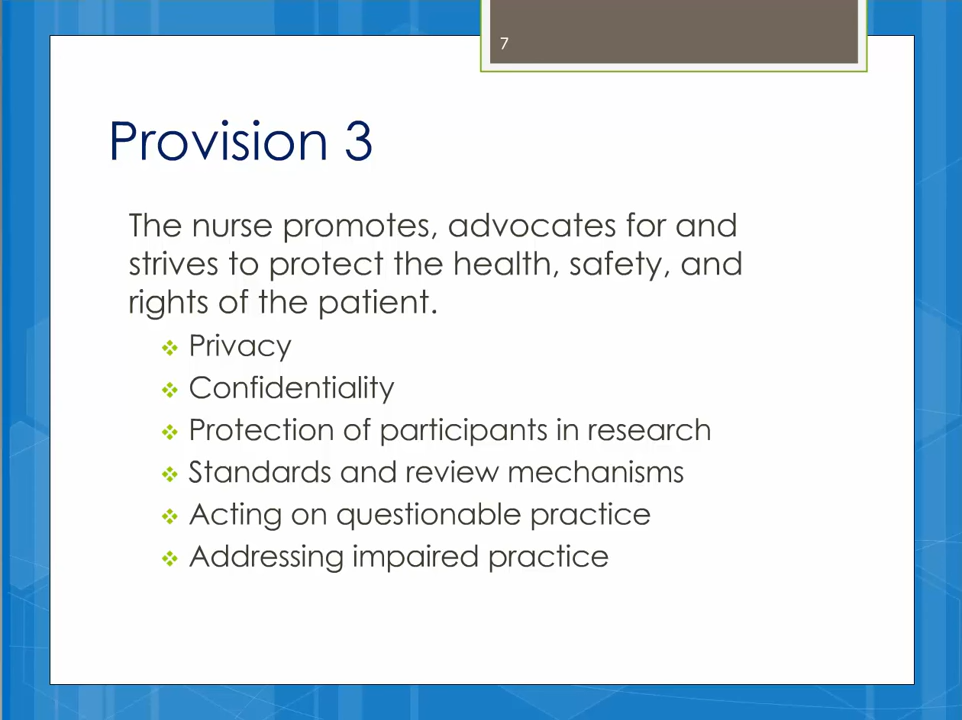 7
Provision 3
The nurse promotes, advocates for and
strives to protect the health, safety, and
rights of the patient.
Privacy
Confidentiality
Protection of participants in research
Standards and review mechanisms
Acting on questionable practice
Addressing impaired practice